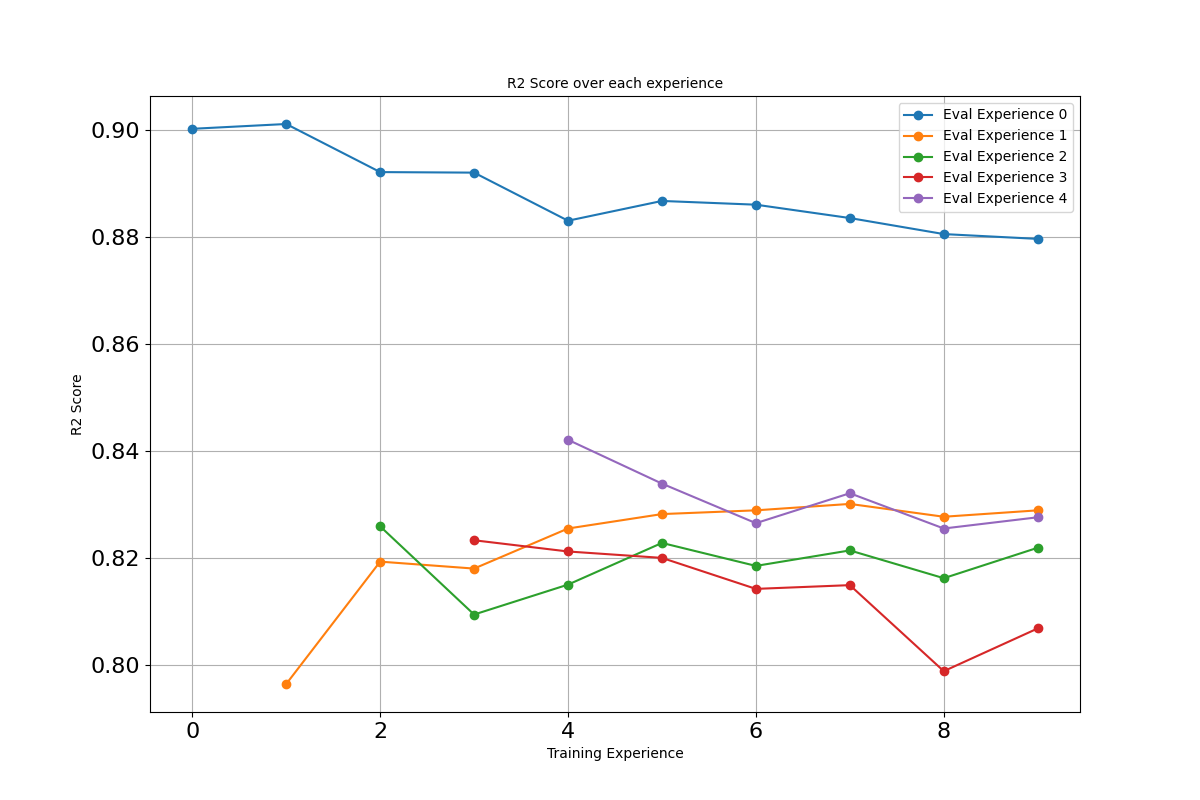 R2 Score over each experience
Eval Experience 0
Eval Experience 1
Eval Experience 2
Eval Experience 3
Eval Experience 4
0.90
0.88
0.86
0.84
0.82
0.80
R2 Score
0 2 4 6 8
Training Experience